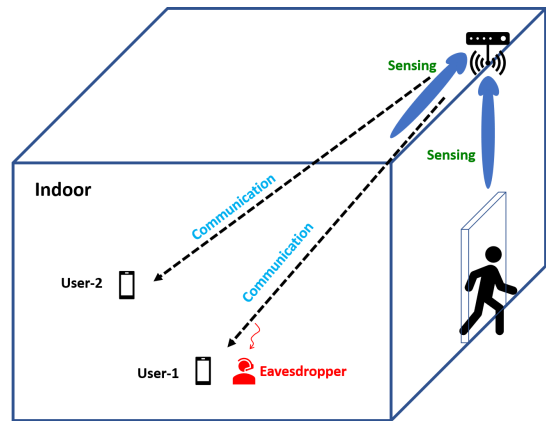 Sensing
Sensing
Indoor
Communication
Communication
User-2
User-1
Eavesdropper